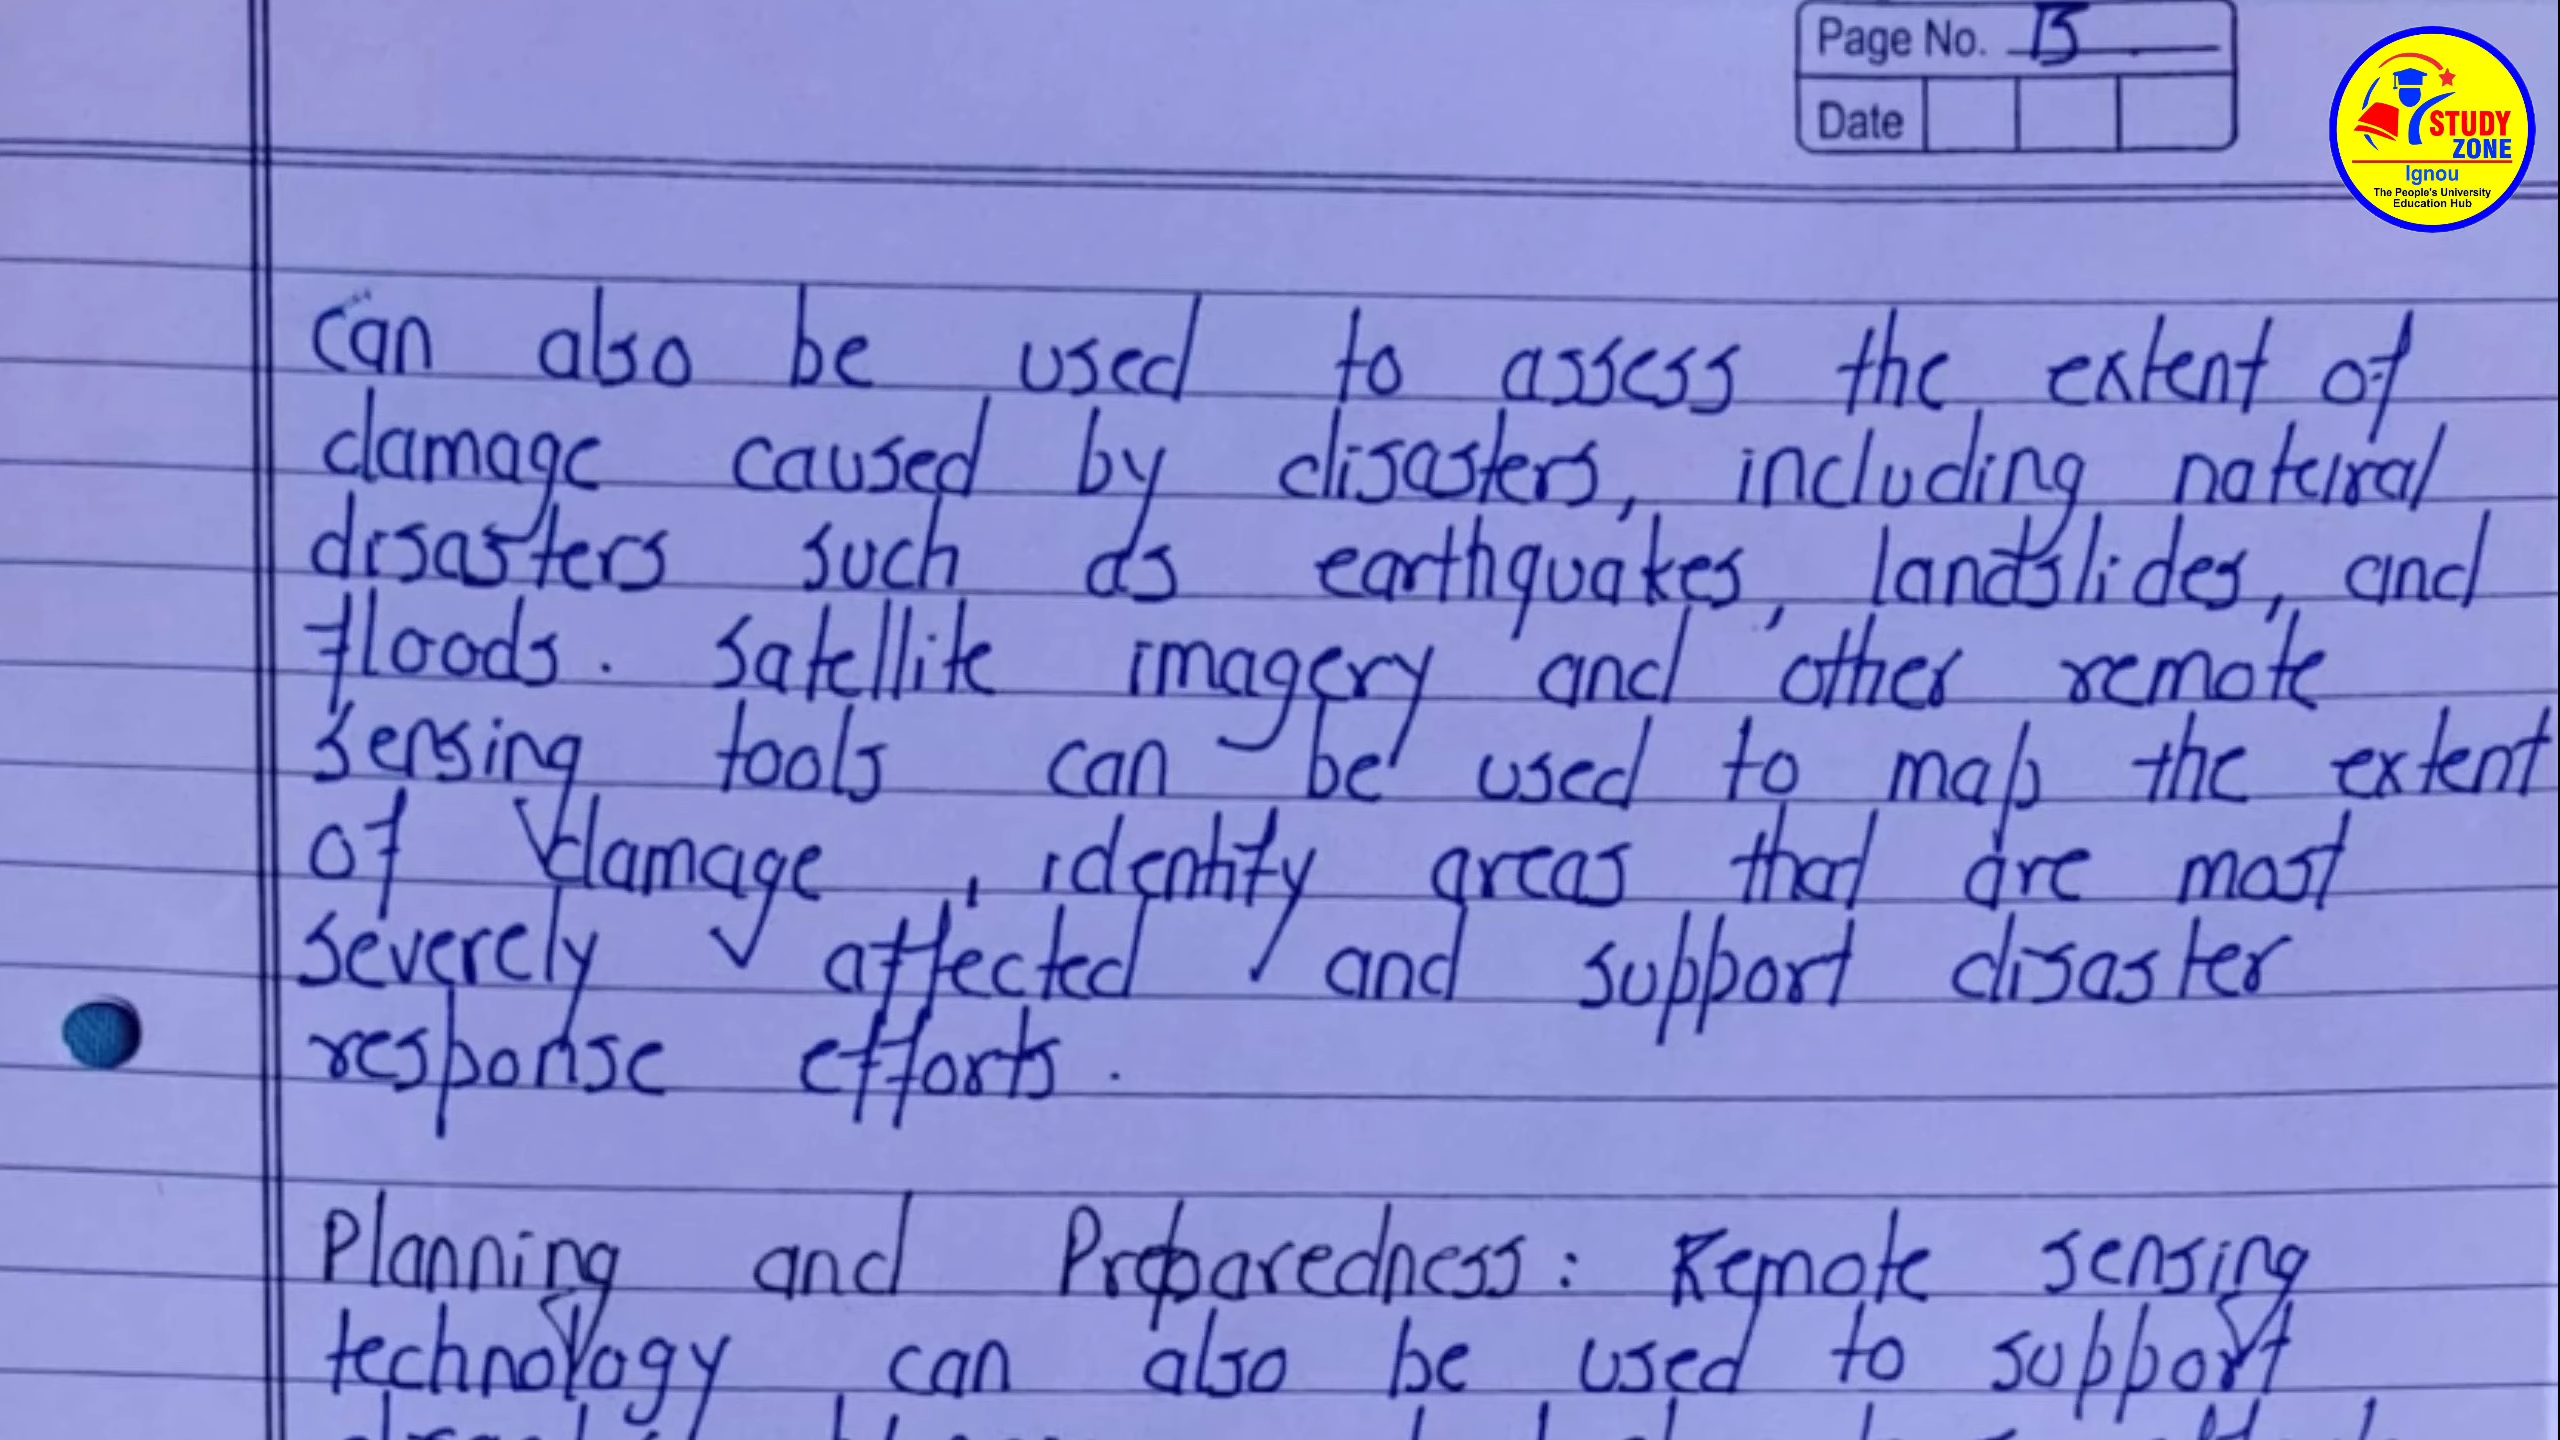 Page No.
Date
STUDY
ZONE
Ignou
The People's University
Education Hub
can also be used to assess the extent of
damage caused by disasters, including natural
disasters such as earthquakes, landslides, and
floods. Satellite imagery and other remote
sensing tools can be used to map the extent
of damage, identify areas that are most
severely affected, and support disaster
response efforts.
Planning and Preparedness: Remote sensing
technology can also be used to support